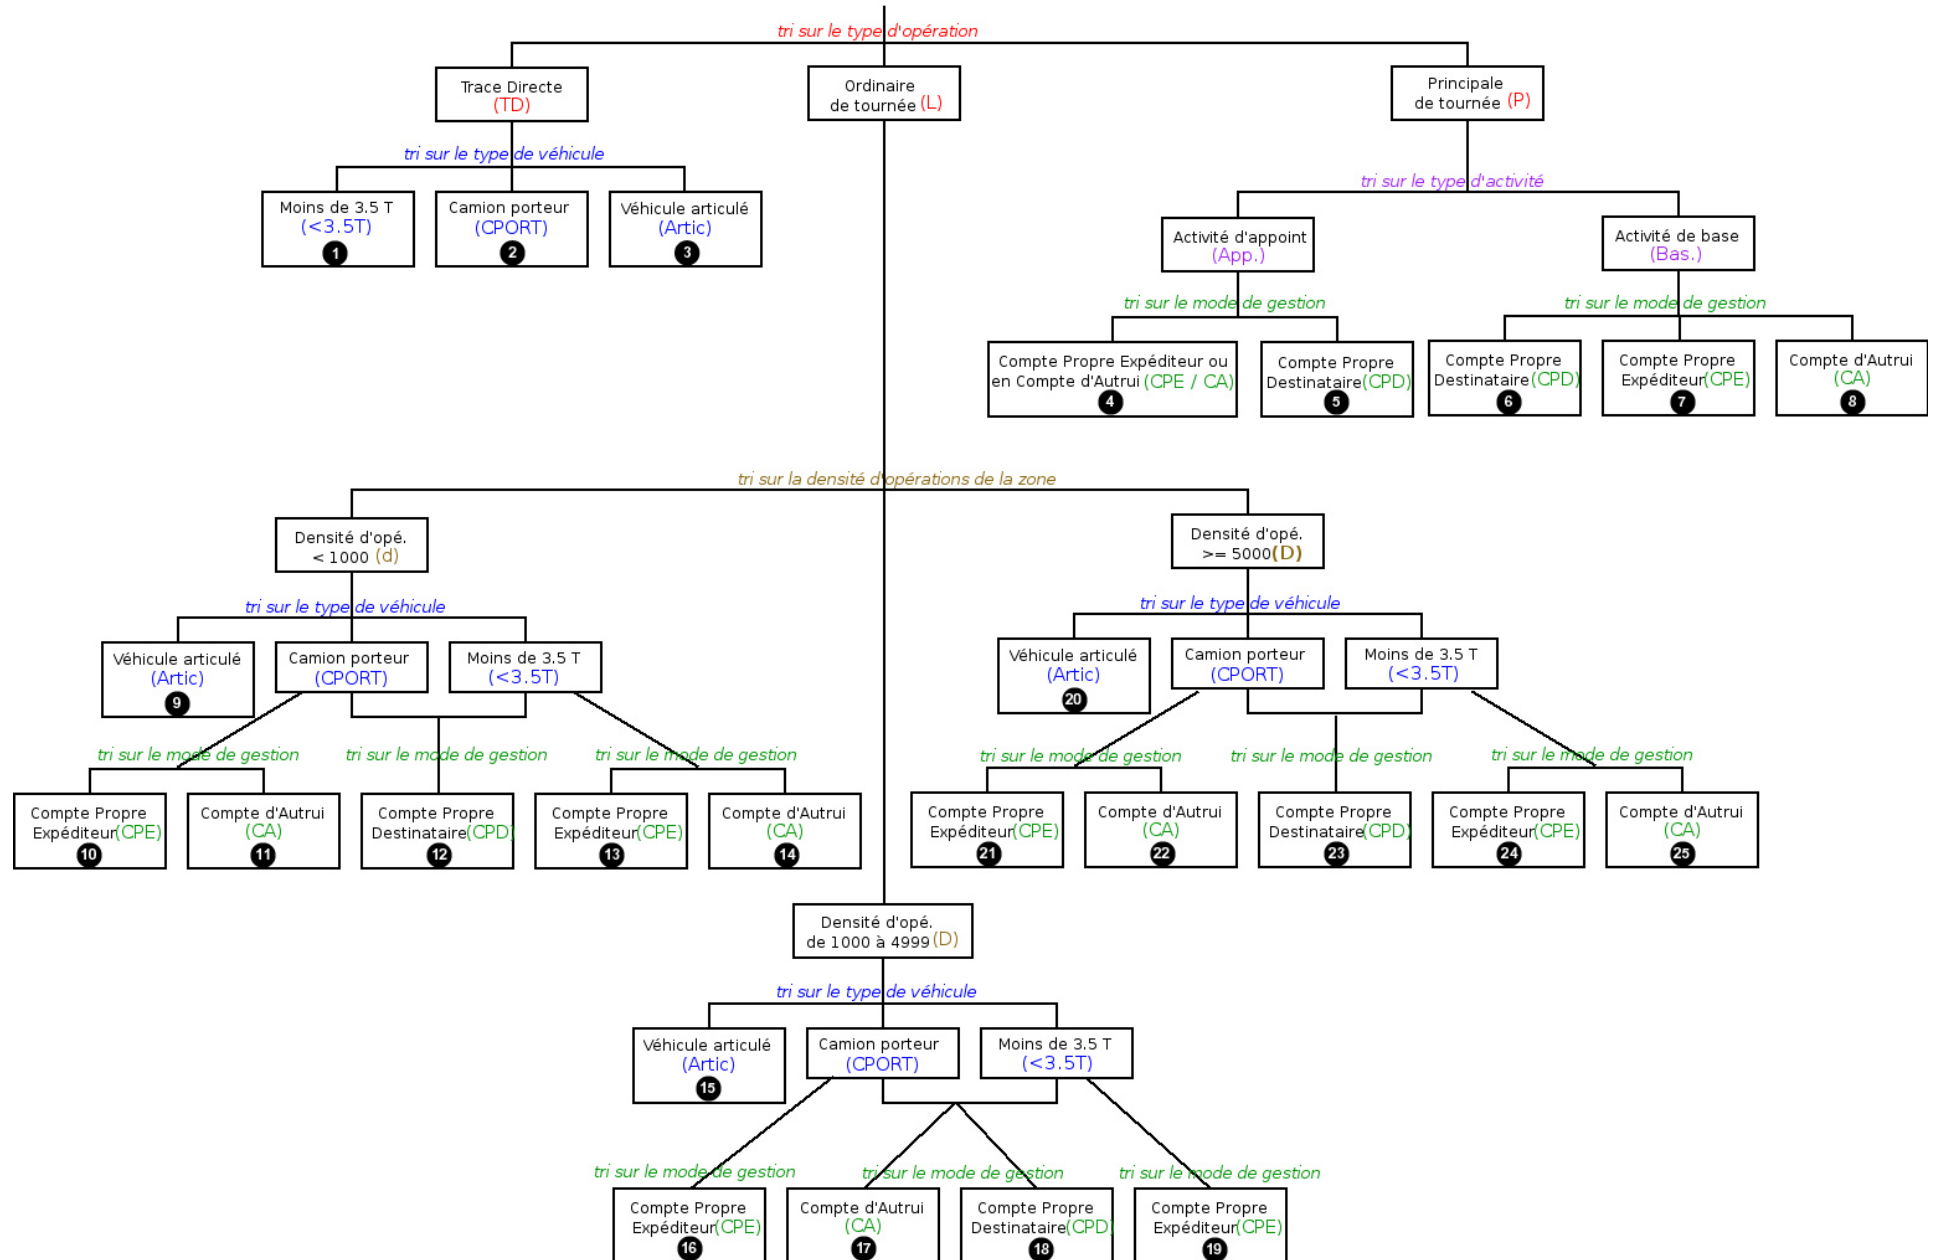 tri sur le type d'opération
Trace Directe
(TD)
Ordinaire
de tournée (L)
Principale
de tournée (P)
tri sur le type de véhicule
tri sur le type d'activité
Moins de 3.5 T
(<3.5T)
1
Camion porteur
(CPORT)
2
Véhicule articulé
(Artic)
3
Activité d'appoint
(App.)
Activité de base
(Bas.)
tri sur le mode de gestion
tri sur le mode de gestion
Compte Propre Expéditeur ou
en Compte d'Autrui (CPE / CA)
4
Compte Propre
Destinataire (CPD)
5
Compte Propre
Destinataire (CPD)
6
Compte Propre
Expéditeur (CPE)
7
Compte d'Autrui
(CA)
8
tri sur la densité d'opérations de la zone
Densité d'opé.
< 1000 (d)
Densité d'opé.
>= 5000 (D)
tri sur le type de véhicule
tri sur le type de véhicule
Véhicule articulé
(Artic)
9
Camion porteur
(CPORT)
Moins de 3.5 T
(<3.5T)
Véhicule articulé
(Artic)
20
Camion porteur
(CPORT)
Moins de 3.5 T
(<3.5T)
tri sur le mode de gestion
tri sur le mode de gestion
tri sur le mode de gestion
tri sur le mode de gestion
tri sur le mode de gestion
tri sur le mode de gestion
Compte Propre
Expéditeur (CPE)
10
Compte d'Autrui
(CA)
11
Compte Propre
Destinataire (CPD)
12
Compte Propre
Expéditeur (CPE)
13
Compte d'Autrui
(CA)
14
Compte Propre
Expéditeur (CPE)
21
Compte d'Autrui
(CA)
22
Compte Propre
Destinataire (CPD)
23
Compte Propre
Expéditeur (CPE)
24
Compte d'Autrui
(CA)
25
Densité d'opé.
de 1000 à 4999 (D)
tri sur le type de véhicule
Véhicule articulé
(Artic)
15
Camion porteur
(CPORT)
Moins de 3.5 T
(<3.5T)
tri sur le mode de gestion
tri sur le mode de gestion
tri sur le mode de gestion
Compte Propre
Expéditeur (CPE)
16
Compte d'Autrui
(CA)
17
Compte Propre
Destinataire (CPD)
18
Compte Propre
Expéditeur (CPE)
19